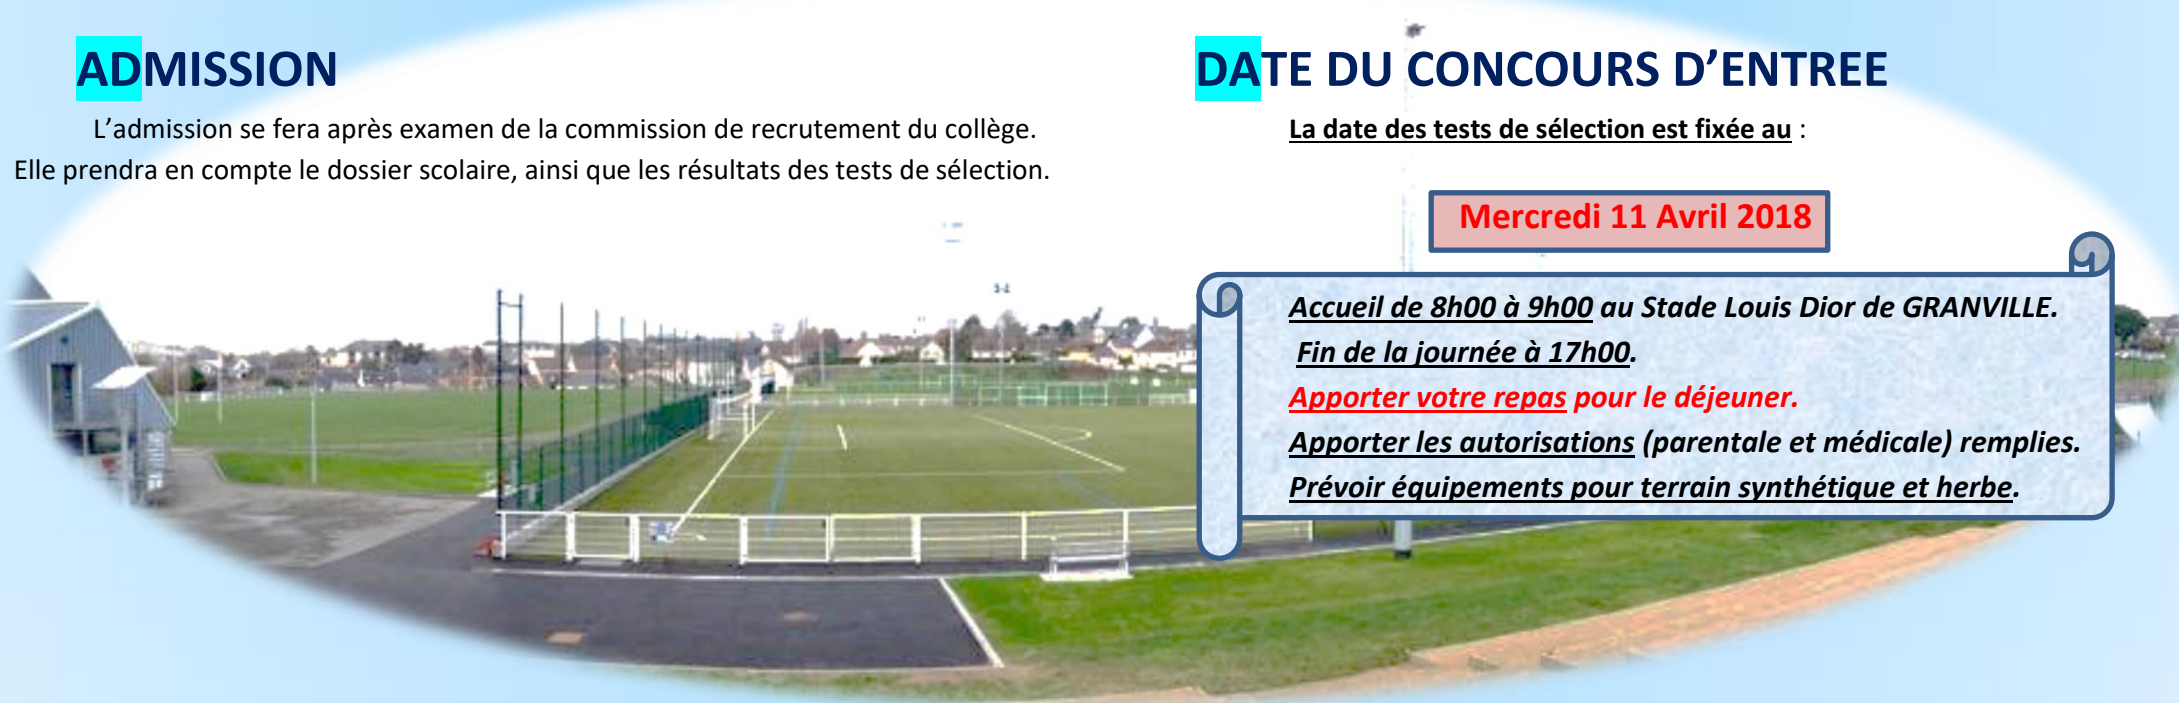 ADMISSION
L’admission se fera après examen de la commission de recrutement du collège.
Elle prendra en compte le dossier scolaire, ainsi que les résultats des tests de sélection.
DATE DU CONCOURS D’ENTREE
La date des tests de sélection est fixée au :
Mercredi 11 Avril 2018
Accueil de 8h00 à 9h00 au Stade Louis Dior de GRANVILLE.
Fin de la journée à 17h00.
Apporter votre repas pour le déjeuner.
Apporter les autorisations (parentale et médicale) remplies.
Prévoir équipements pour terrain synthétique et herbe.